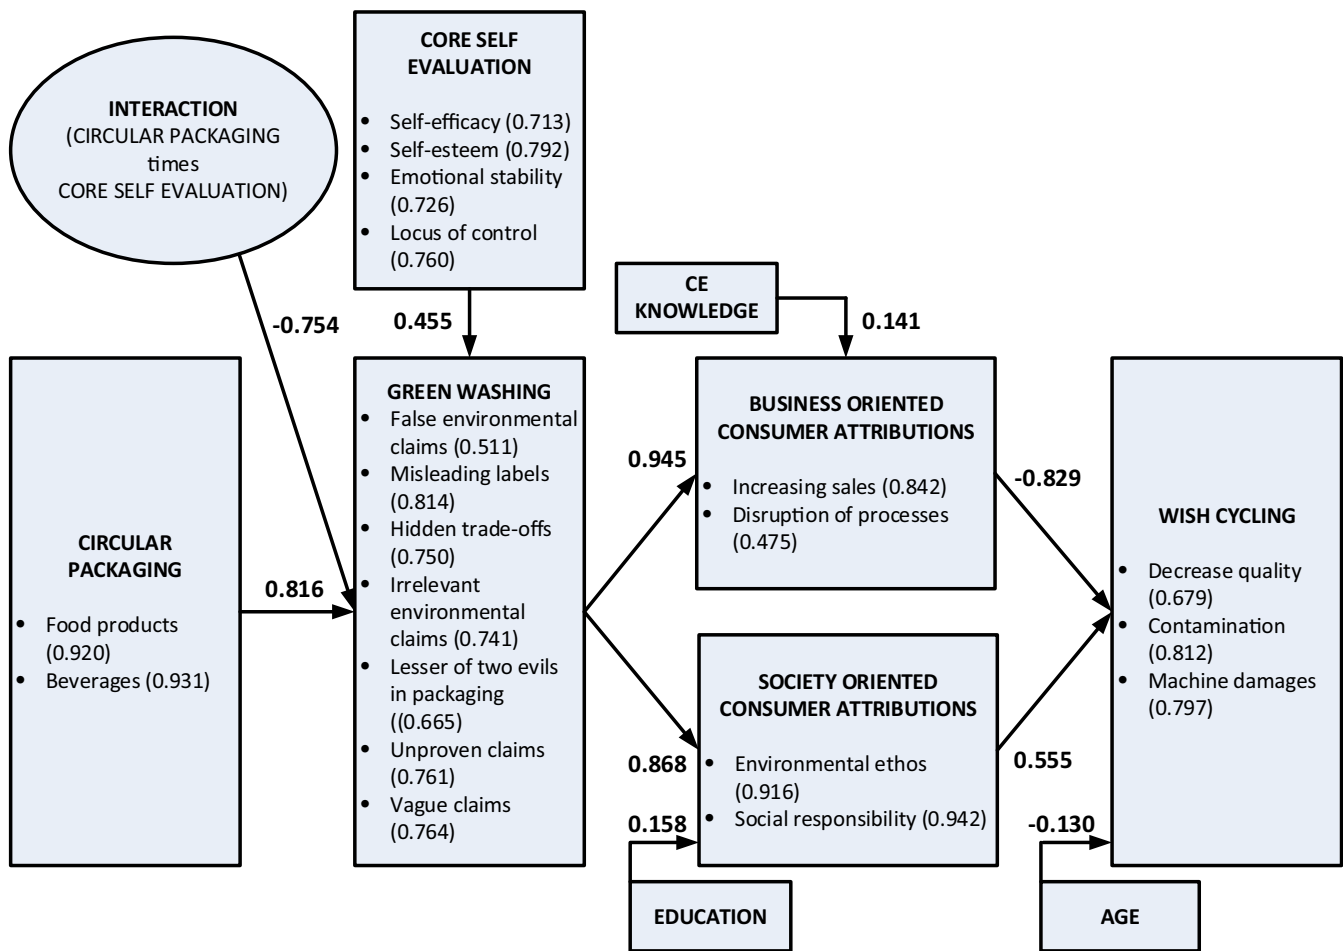 INTERACTION
(CIRCULAR PACKAGING
times
CORE SELF EVALUATION)
CORE SELF
EVALUATION
• Self-efficacy (0.713)
• Self-esteem (0.792)
• Emotional stability
(0.726)
• Locus of control
(0.760)
CE
KNOWLEDGE
-0.754
0.455
0.141
CIRCULAR
PACKAGING
• Food products
(0.920)
• Beverages (0.931)
0.816
GREEN WASHING
• False environmental
claims (0.511)
• Misleading labels
(0.814)
• Hidden trade-offs
(0.750)
• Irrelevant
environmental
claims (0.741)
• Lesser of two evils
in packaging
((0.665)
• Unproven claims
(0.761)
• Vague claims
(0.764)
0.945
0.868
BUSINESS ORIENTED
CONSUMER ATTRIBUTIONS
• Increasing sales (0.842)
• Disruption of processes
(0.475)
SOCIETY ORIENTED
CONSUMER ATTRIBUTIONS
• Environmental ethos
(0.916)
• Social responsibility (0.942)
0.158
EDUCATION
-0.829
0.555
WISH CYCLING
• Decrease quality
(0.679)
• Contamination
(0.812)
• Machine damages
(0.797)
-0.130
AGE